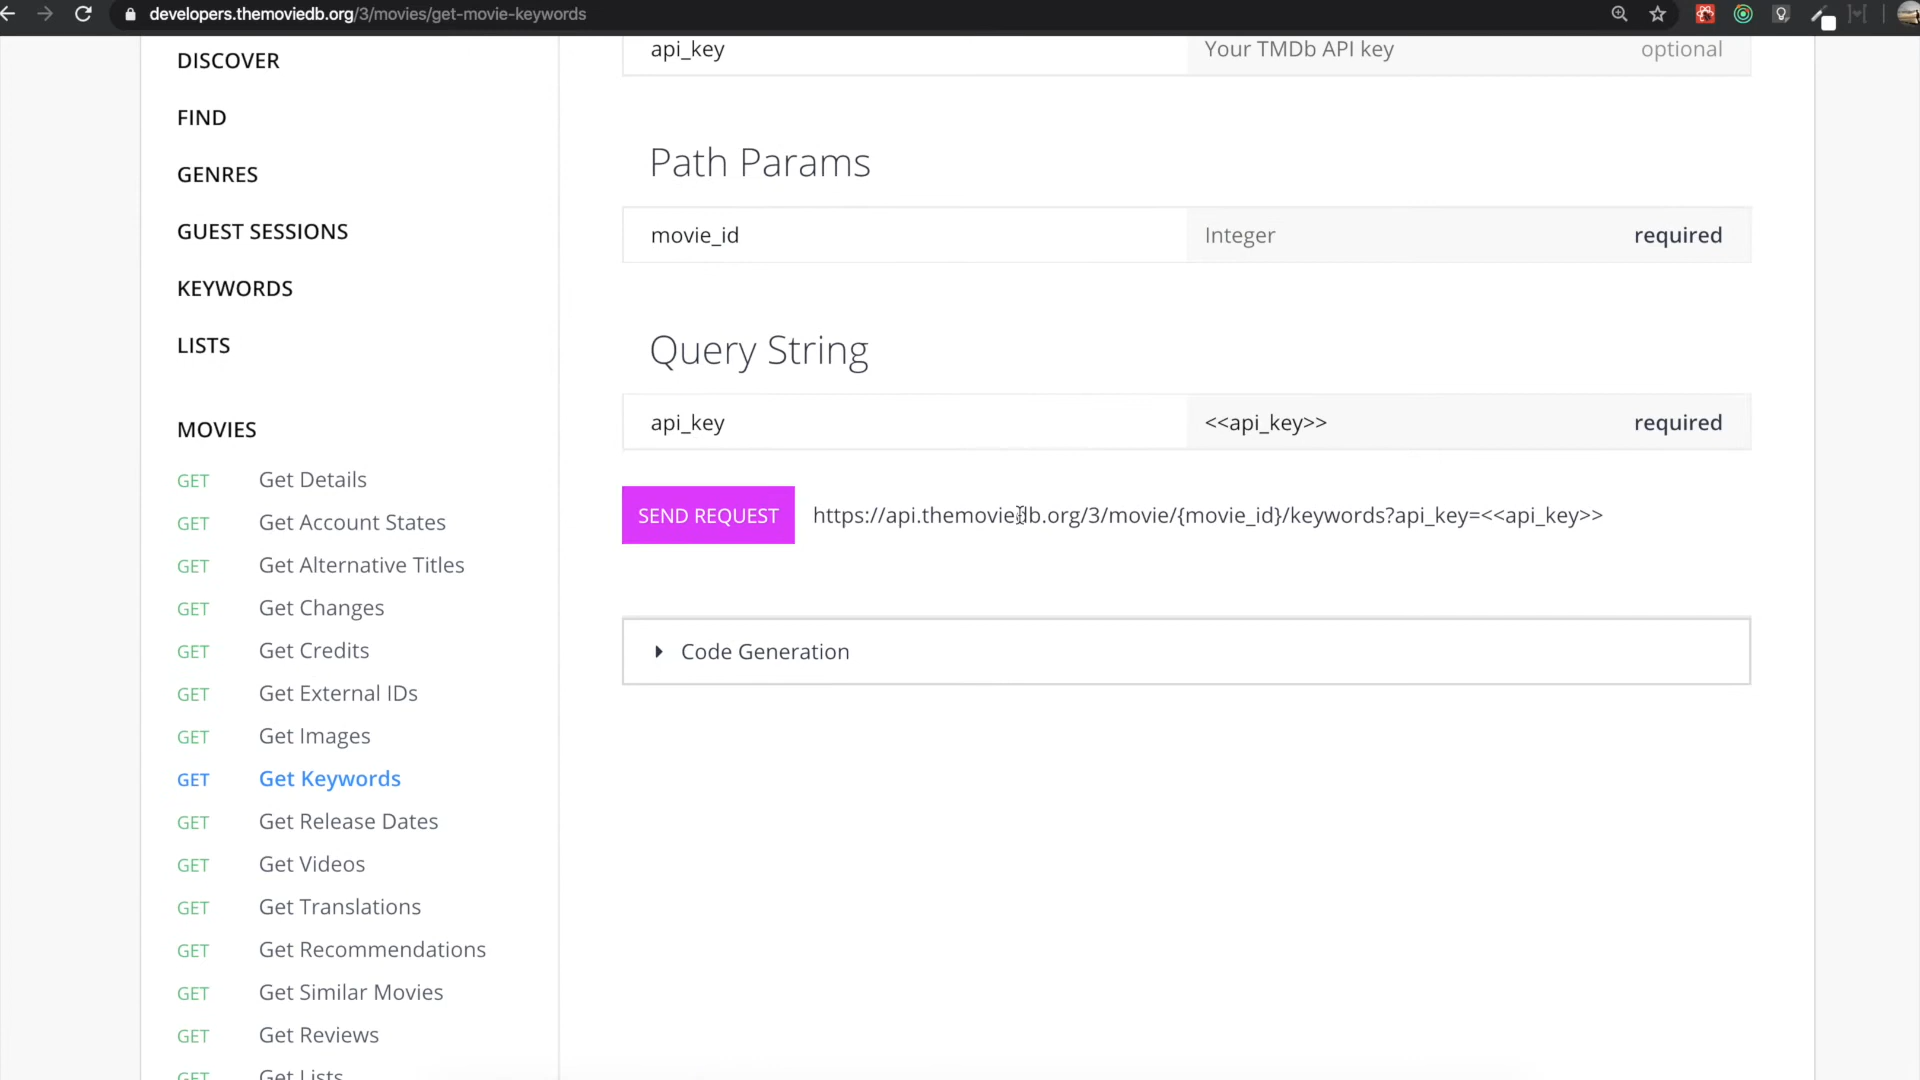 developers.themoviedb.org/3/movies/get-movie-keywords
DISCOVER
FIND
GENRES
GUEST SESSIONS
KEYWORDS
LISTS
MOVIES
GET Get Details
GET Get Account States
GET Get Alternative Titles
GET Get Changes
GET Get Credits
GET Get External IDs
GET Get Images
GET Get Keywords
GET Get Release Dates
GET Get Videos
GET Get Translations
GET Get Recommendations
GET Get Similar Movies
GET Get Reviews
GET Get Lists
api_key Your TMDb API key optional
Path Params
movie_id Integer required
Query String
api_key <<api_key>> required
SEND REQUEST https://api.themoviedb.org/3/movie/{movie_id}/keywords?api_key=<<api_key>>
Code Generation